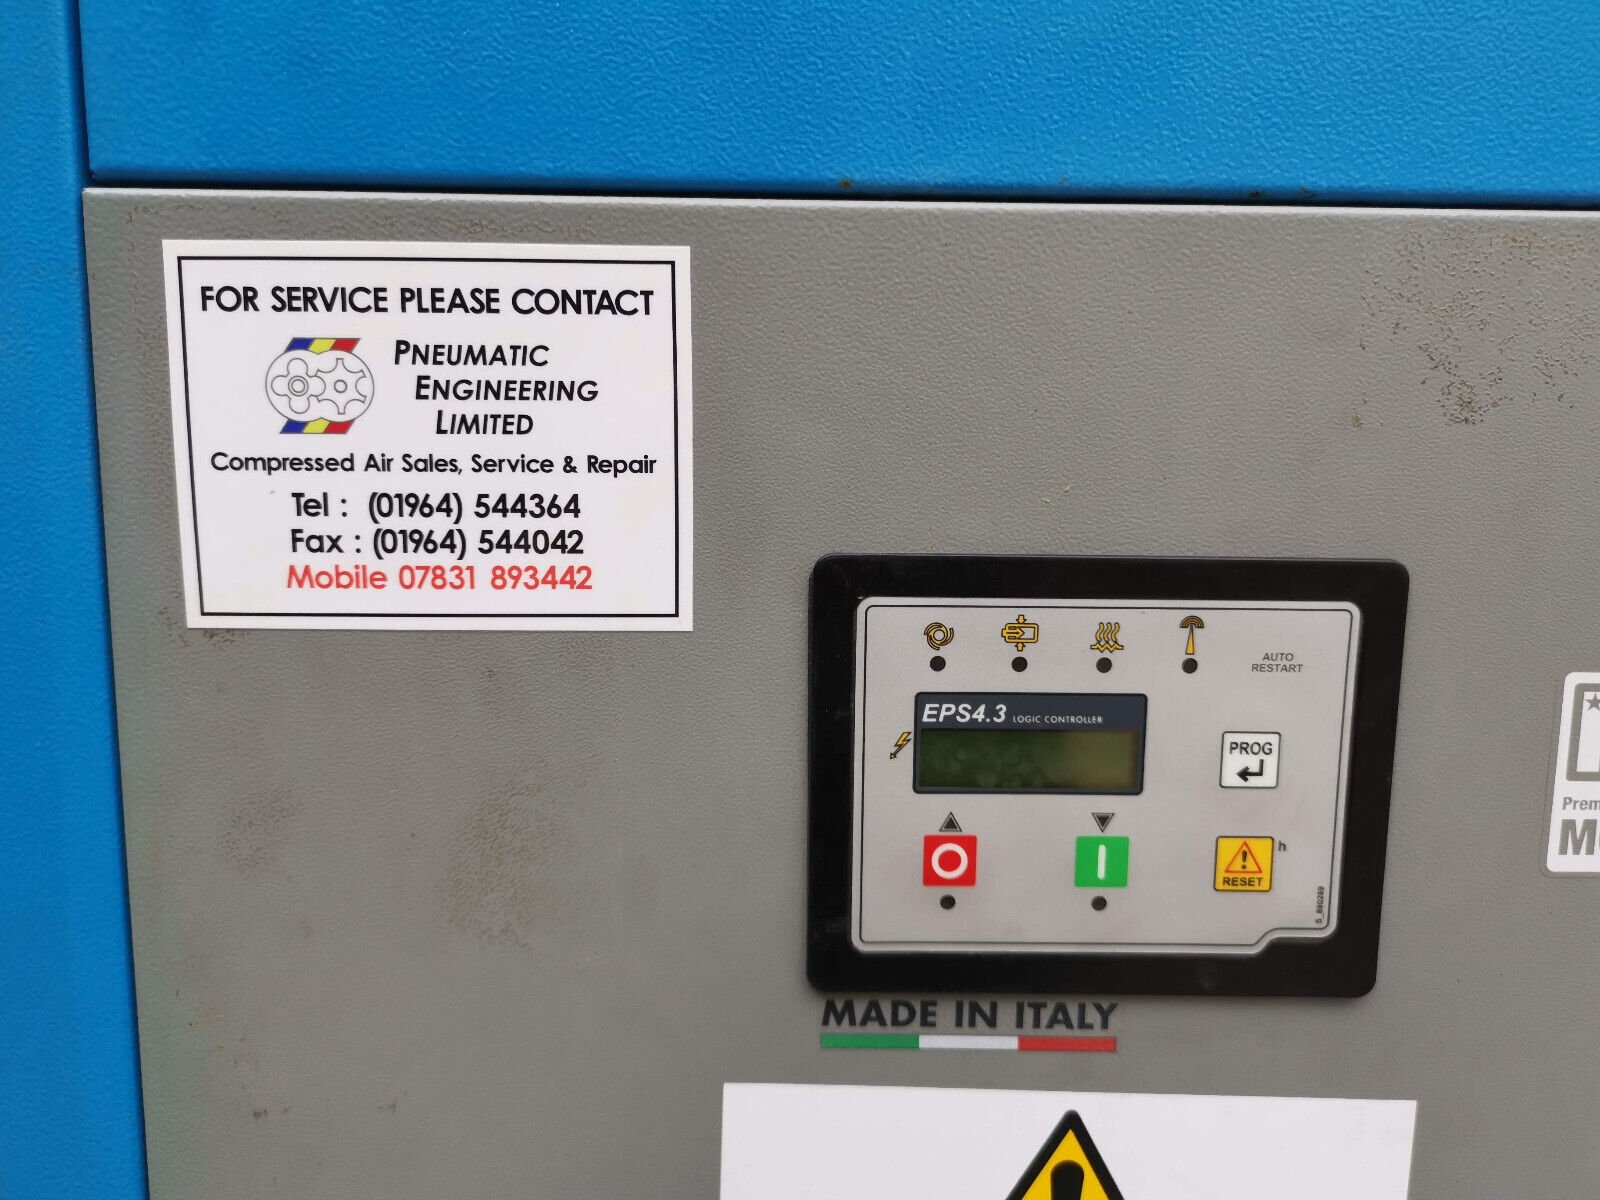 FOR SERVICE PLEASE CONTACT
PNEUMATIC
ENGINEERING
LIMITED
Compressed Air Sales, Service & Repair
Tel : (01964) 544364
Fax : (01964) 544042
Mobile 07831 893442
AUTO
RESTART
EPS4.3 LOGIC CONTROLLER
PROG
h
RESET
S_890269
MADE IN ITALY